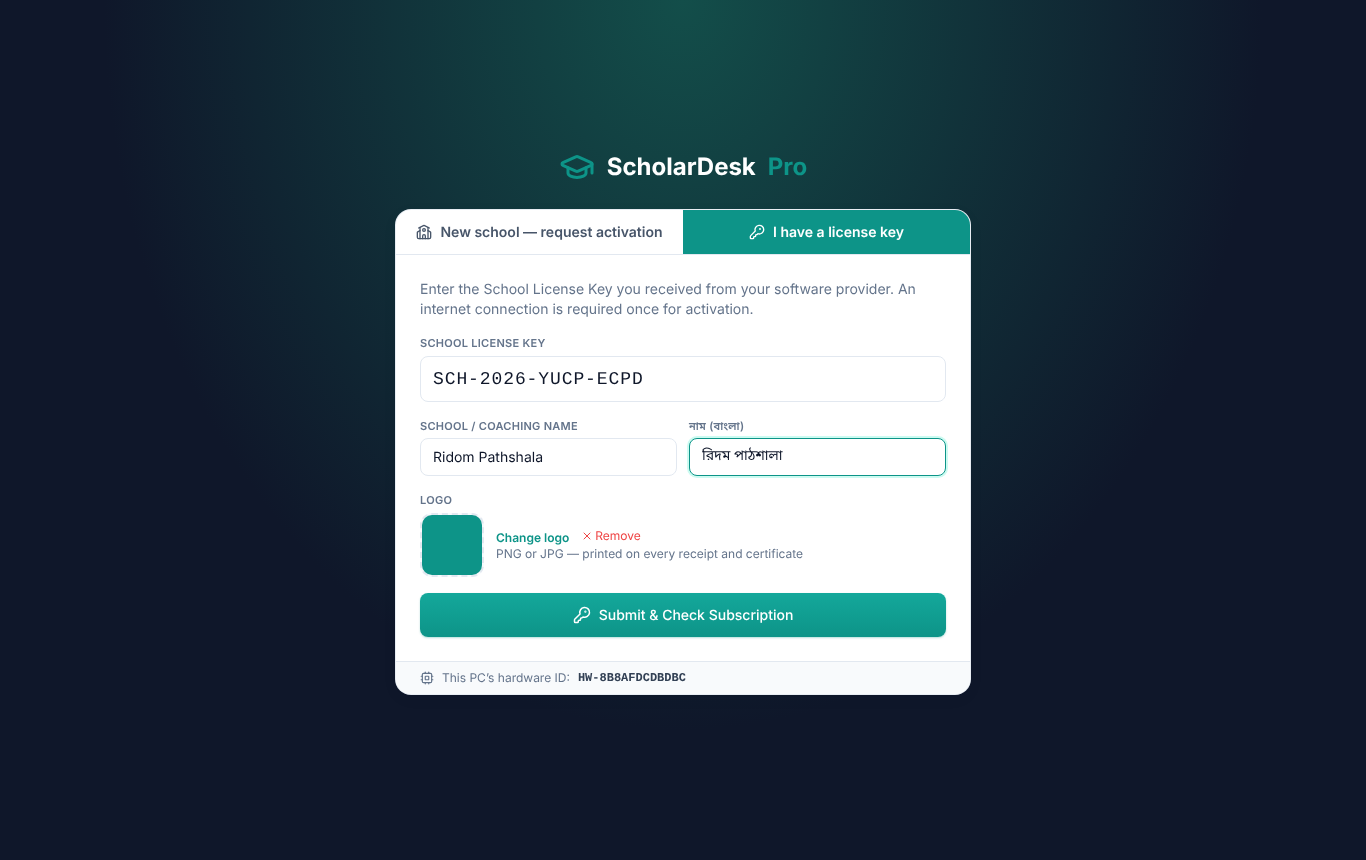 ScholarDesk Pro
New school — request activation
I have a license key
Enter the School License Key you received from your software provider. An
internet connection is required once for activation.
SCHOOL LICENSE KEY
SCH-2026-YUCP-ECPD
SCHOOL / COACHING NAME
নাম (বাংলা)
Ridom Pathshala
রিদম পাঠশালা
LOGO
Change logo
Remove
PNG or JPG — printed on every receipt and certificate
Submit & Check Subscription
This PC’s hardware ID: HW-8B8AFDCDBDBC